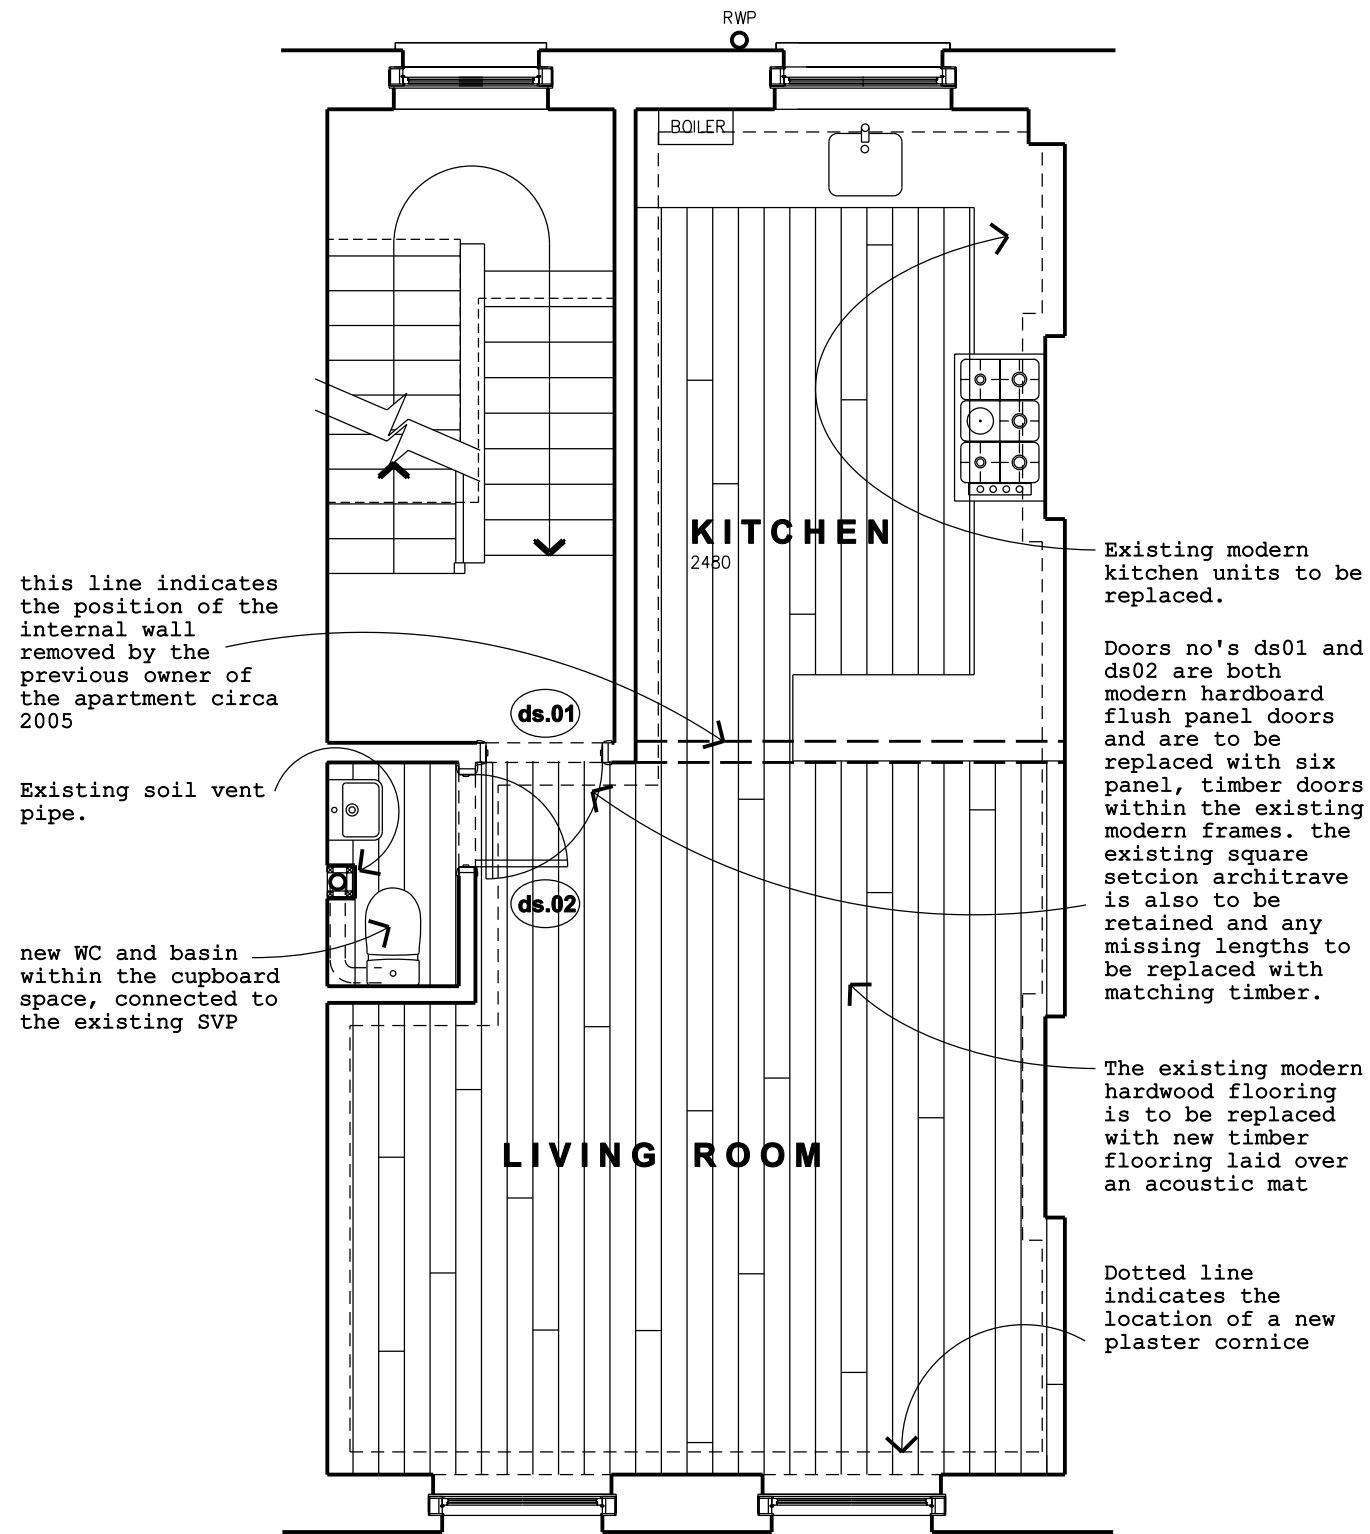 RWP
BOILER
KITCHEN
2480
this line indicates
the position of the
internal wall
removed by the
previous owner of
the apartment circa
2005
Existing modern
kitchen units to be
replaced.
Doors no's ds01 and
ds02 are both
modern hardboard
flush panel doors
and are to be
replaced with six
panel, timber doors
within the existing
modern frames. the
existing square
setcion architrave
is also to be
retained and any
missing lengths to
be replaced with
matching timber.
ds.01
Existing soil vent
pipe.
ds.02
new WC and basin
within the cupboard
space, connected to
the existing SVP
The existing modern
hardwood flooring
is to be replaced
with new timber
flooring laid over
an acoustic mat
LIVING ROOM
Dotted line
indicates the
location of a new
plaster cornice